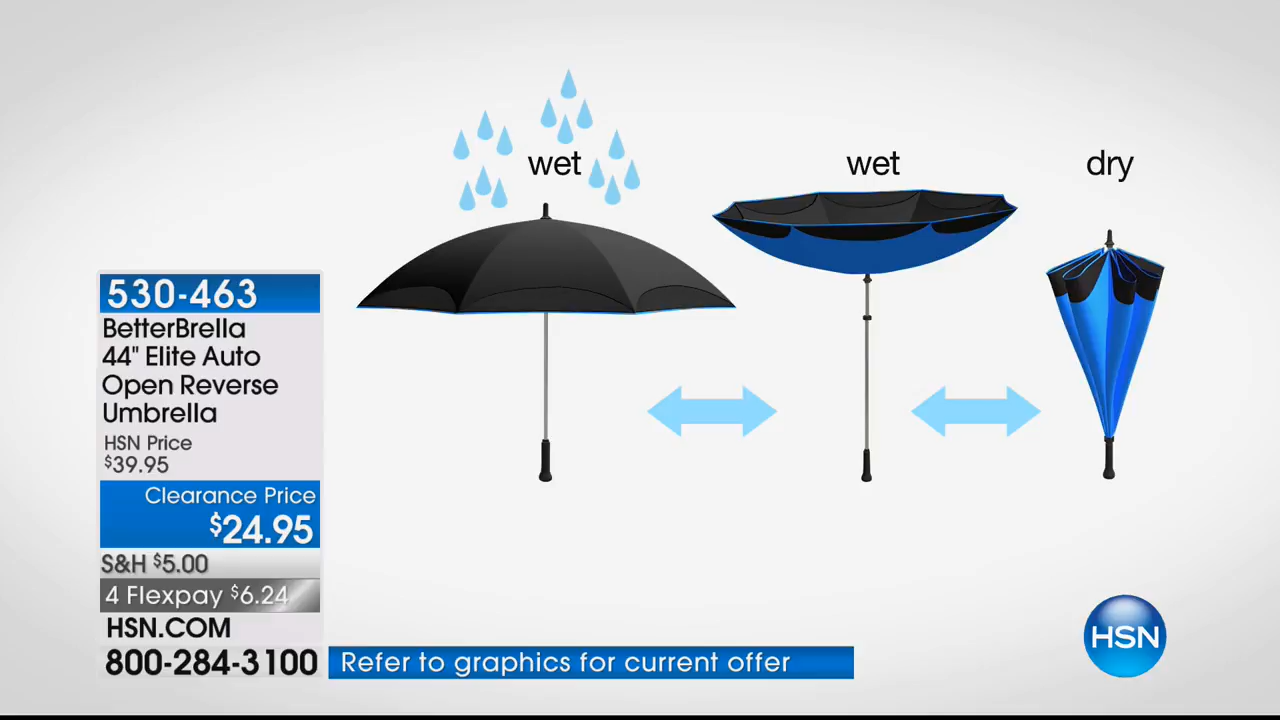 wet
wet
dry
530-463
BetterBrella
44" Elite Auto
Open Reverse
Umbrella
HSN Price
$39.95
Clearance Price
$24.95
S&H $5.00
4 Flexpay $6.24
HSN.COM
800-284-3100
Refer to graphics for current offer
HSN